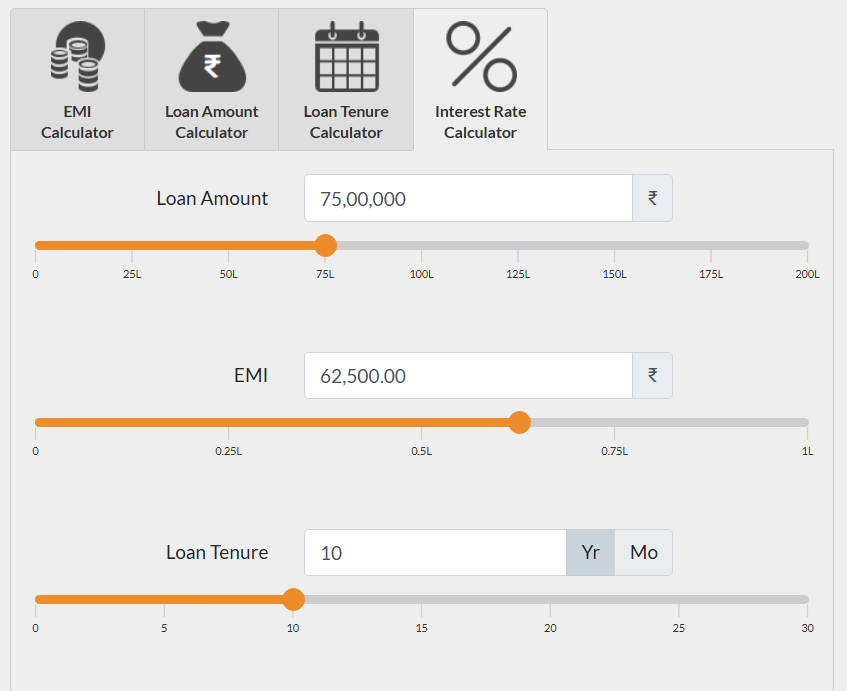 EMI
Calculator
Loan Amount
Calculator
Loan Tenure
Calculator
Interest Rate
Calculator
Loan Amount 75,00,000 ₹
0 25L 50L 75L 100L 125L 150L 175L 200L
EMI 62,500.00 ₹
0 0.25L 0.5L 0.75L 1L
Loan Tenure 10 Yr Mo
0 5 10 15 20 25 30